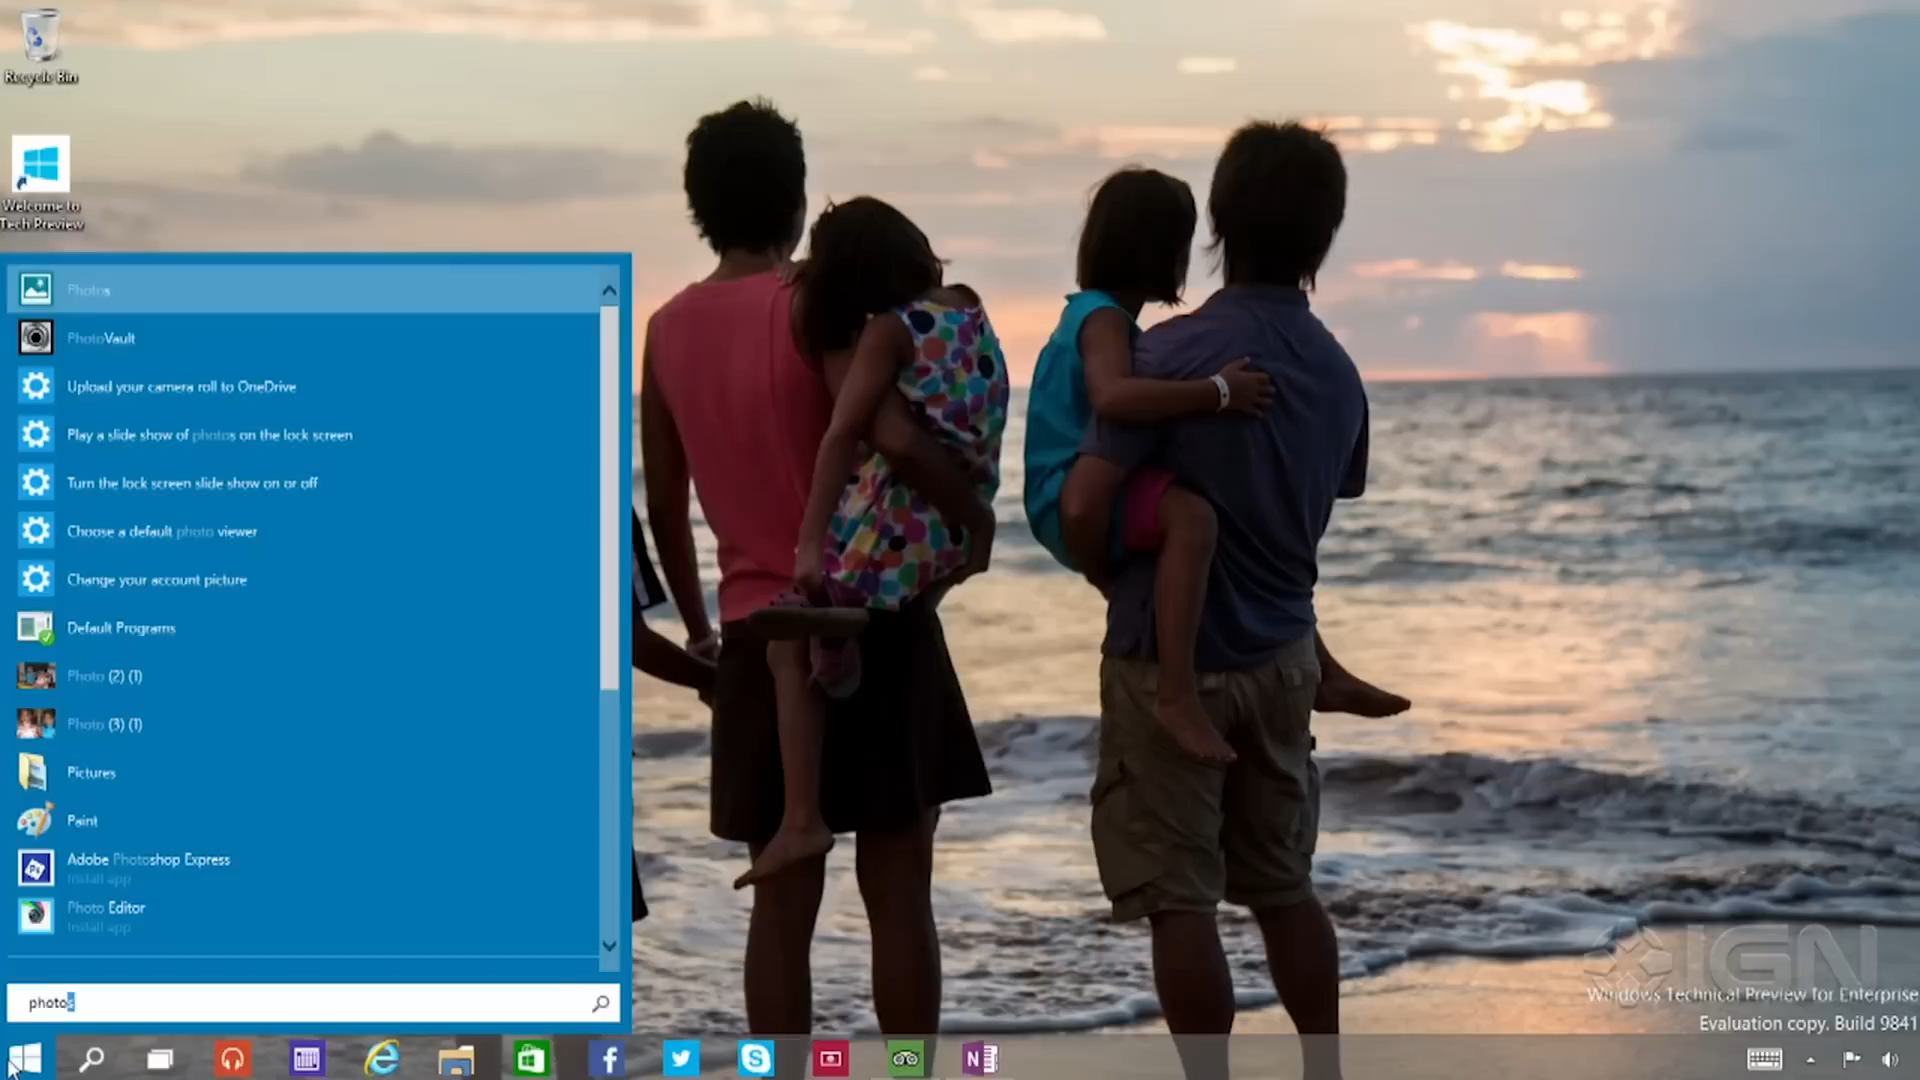 Recycle Bin
Welcome to
Tech Preview
Photos
PhotoVault
Upload your camera roll to OneDrive
Play a slide show of photos on the lock screen
Turn the lock screen slide show on or off
Choose a default photo viewer
Change your account picture
Default Programs
Photo (2) (1)
Photo (3) (1)
Pictures
Paint
Adobe Photoshop Express
Install app
Photo Editor
Install app
photos
IGN
Windows Technical Preview for Enterprise
Evaluation copy. Build 9841